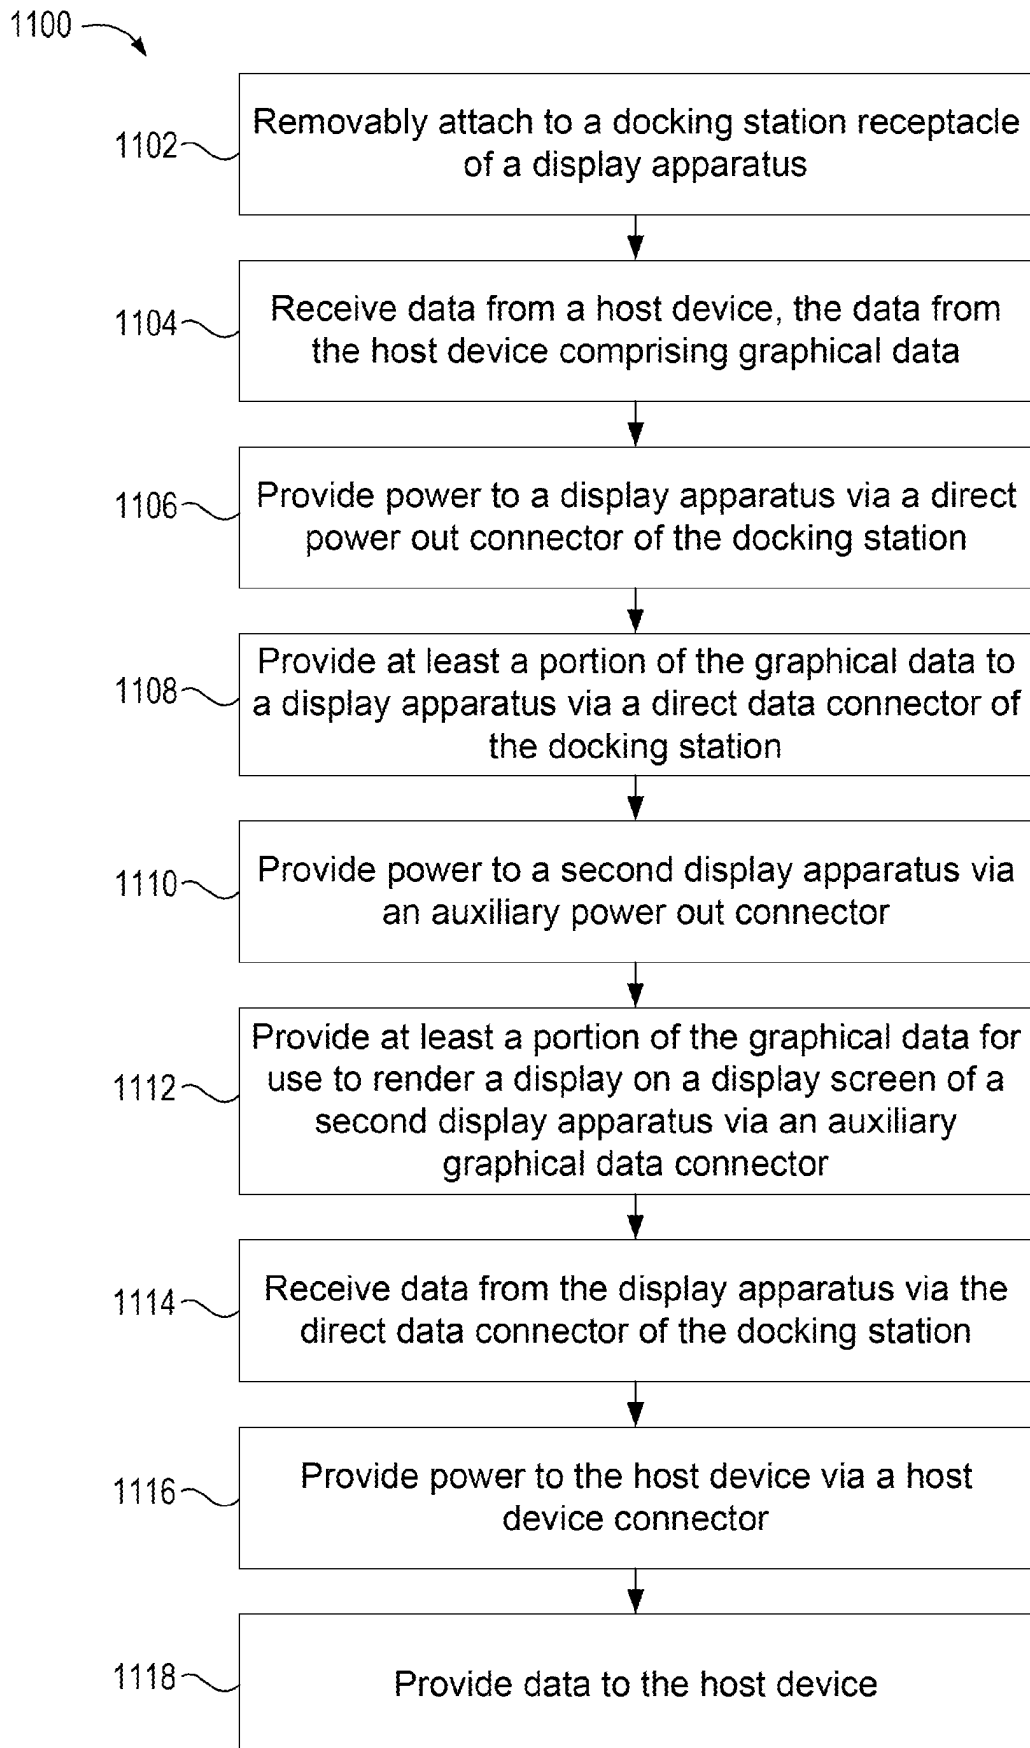 1100
1102
Removably attach to a docking station receptacle
of a display apparatus
1104
Receive data from a host device, the data from
the host device comprising graphical data
1106
Provide power to a display apparatus via a direct
power out connector of the docking station
1108
Provide at least a portion of the graphical data to
a display apparatus via a direct data connector of
the docking station
1110
Provide power to a second display apparatus via
an auxiliary power out connector
1112
Provide at least a portion of the graphical data for
use to render a display on a display screen of a
second display apparatus via an auxiliary
graphical data connector
1114
Receive data from the display apparatus via the
direct data connector of the docking station
1116
Provide power to the host device via a host
device connector
1118
Provide data to the host device